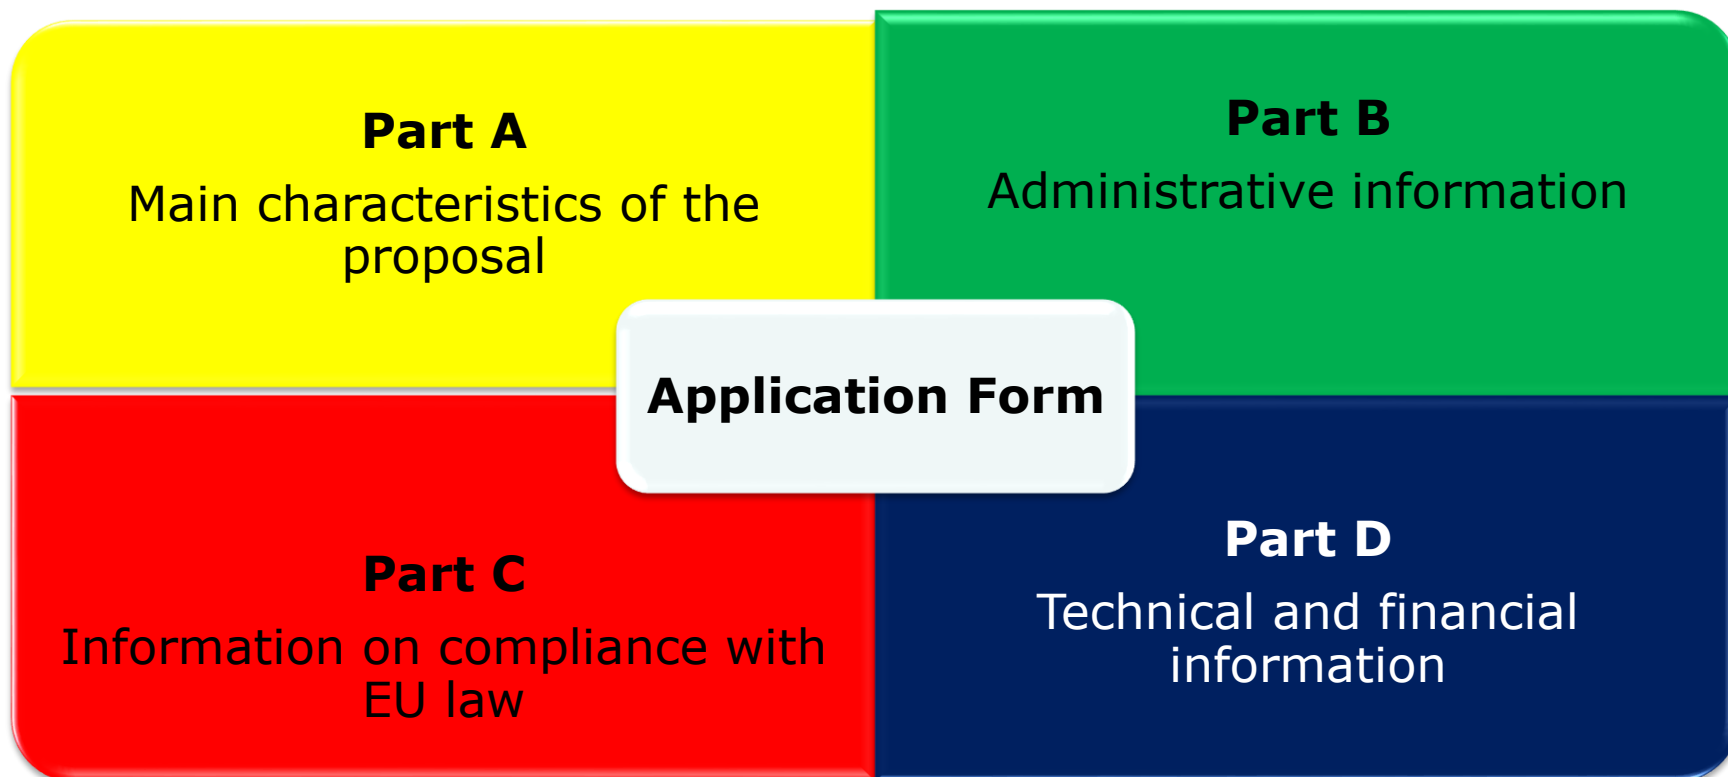 Part A
Main characteristics of the
proposal
Part B
Administrative information
Application Form
Part C
Information on compliance with
EU law
Part D
Technical and financial
information